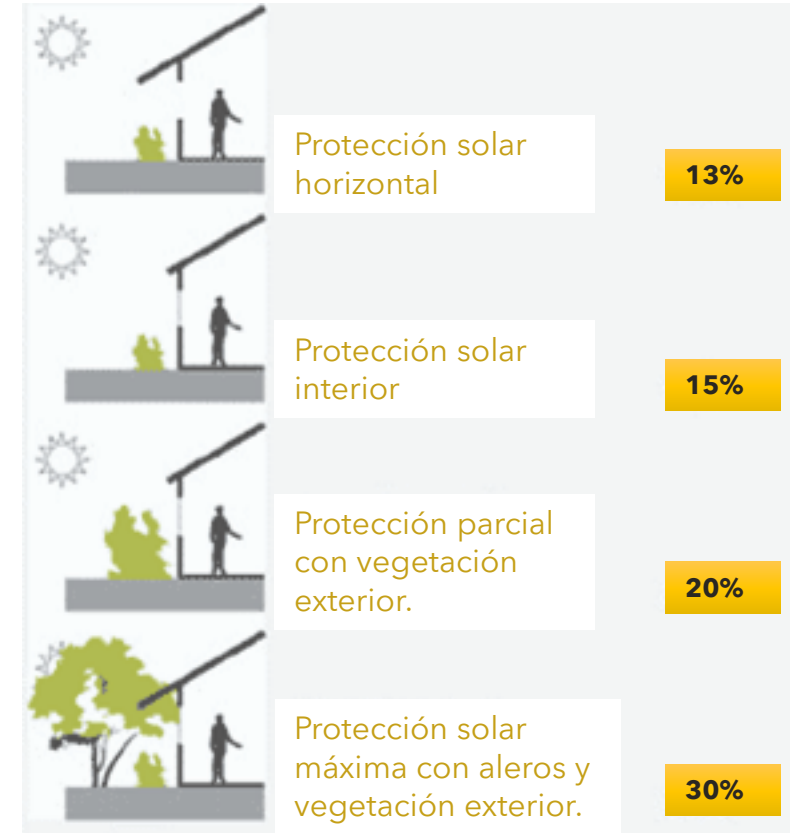 Protección solar
horizontal
13%
Protección solar
interior
15%
Protección parcial
con vegetación
exterior.
20%
Protección solar
máxima con aleros y
vegetación exterior.
30%